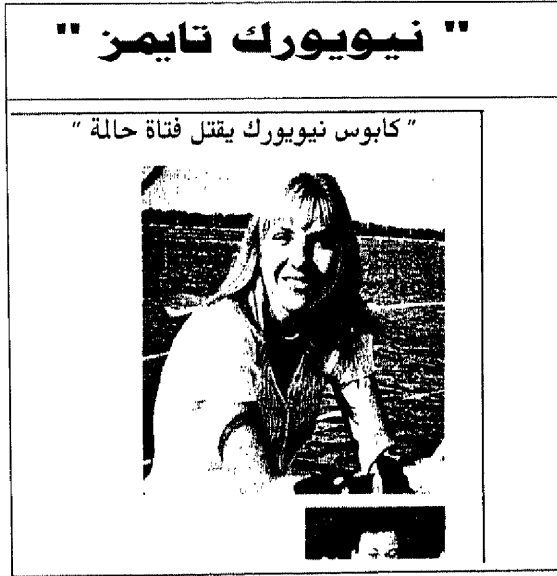 " نيويورك تايمز "
" كابوس نيويورك يقتل فتاة حالمة "